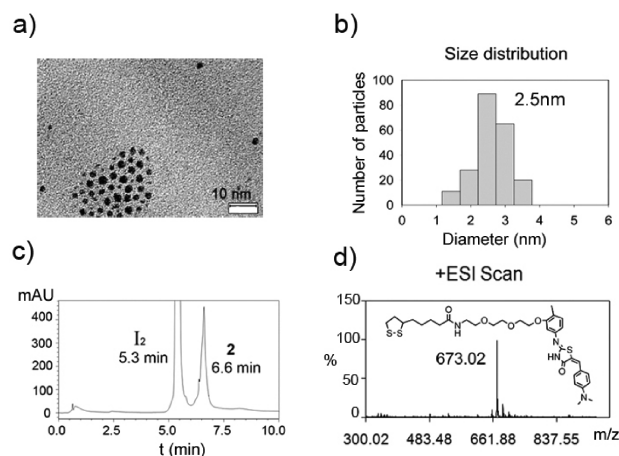 a)
10 nm
b)
Size distribution
Number of particles
100
80
60
40
20
0
2.5nm
0 1 2 3 4 5 6
Diameter (nm)
c)
mAU
400
300
200
100
0.0
I2
5.3 min
2
6.6 min
0.0 2.5 5.0 7.5 10.0
t (min)
d)
+ESI Scan
150
100
50
0
%
S-S
O
N
H
O
O
O
N
S
HN
O
N
673.02
300.02 483.48 661.88 837.55 m/z